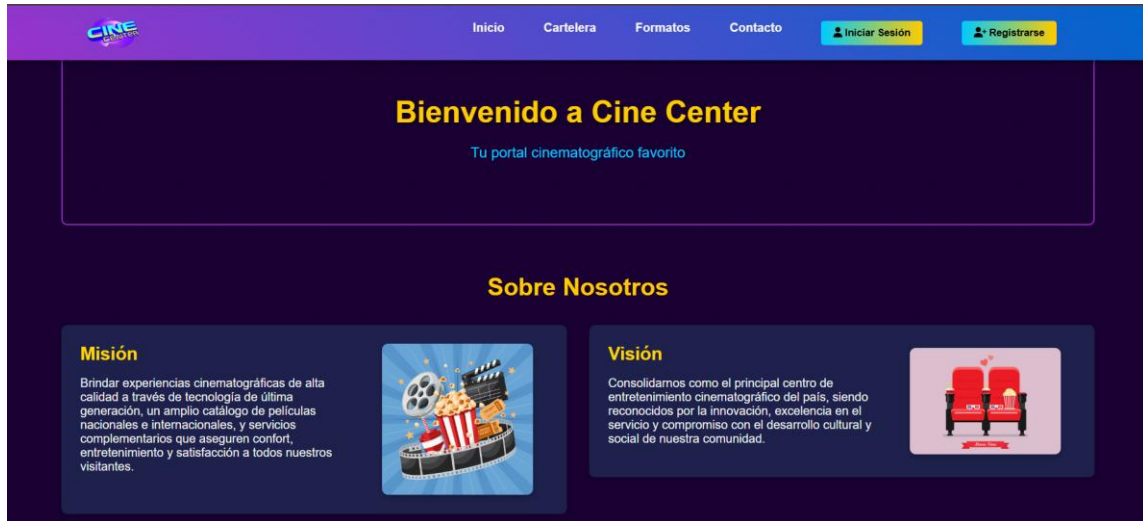 CINE
CENTER
Inicio
Cartelera
Formatos
Contacto
Iniciar Sesión
Registrarse
Bienvenido a Cine Center
Tu portal cinematográfico favorito
Sobre Nosotros
Misión
Brindar experiencias cinematográficas de alta
calidad a través de tecnología de última
generación, un amplio catálogo de películas
nacionales e internacionales, y servicios
complementarios que aseguren confort,
entretenimiento y satisfacción a todos nuestros
visitantes.
Visión
Consolidarnos como el principal centro de
entretenimiento cinematográfico del país, siendo
reconocidos por la innovación, excelencia en el
servicio y compromiso con el desarrollo cultural y
social de nuestra comunidad.